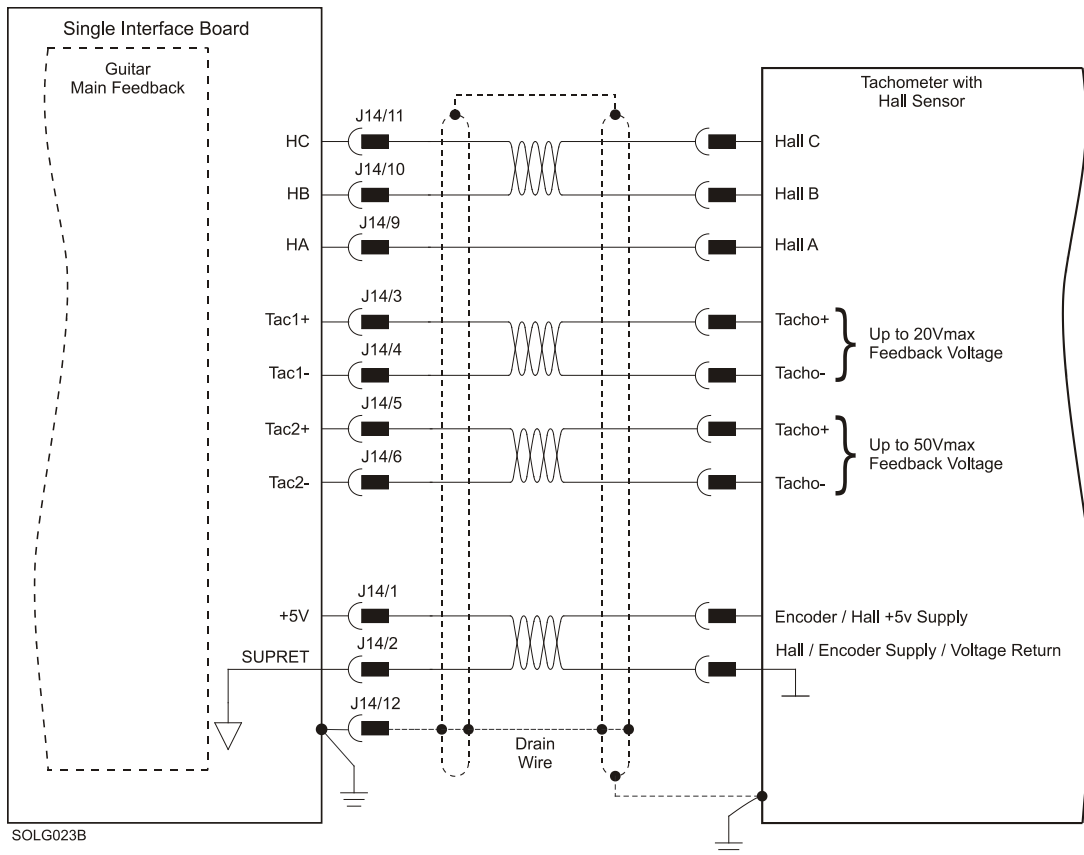 Single Interface Board
Guitar
Main Feedback
Tachometer with
Hall Sensor
J14/11
HC
Hall C
J14/10
HB
Hall B
J14/9
HA
Hall A
J14/3
Tac1+
Tacho+
Up to 20Vmax
Feedback Voltage
J14/4
Tac1-
Tacho-
J14/5
Tac2+
Tacho+
Up to 50Vmax
Feedback Voltage
J14/6
Tac2-
Tacho-
J14/1
+5V
Encoder / Hall +5v Supply
J14/2
SUPRET
Hall / Encoder Supply / Voltage Return
J14/12
Drain
Wire
SOLG023B